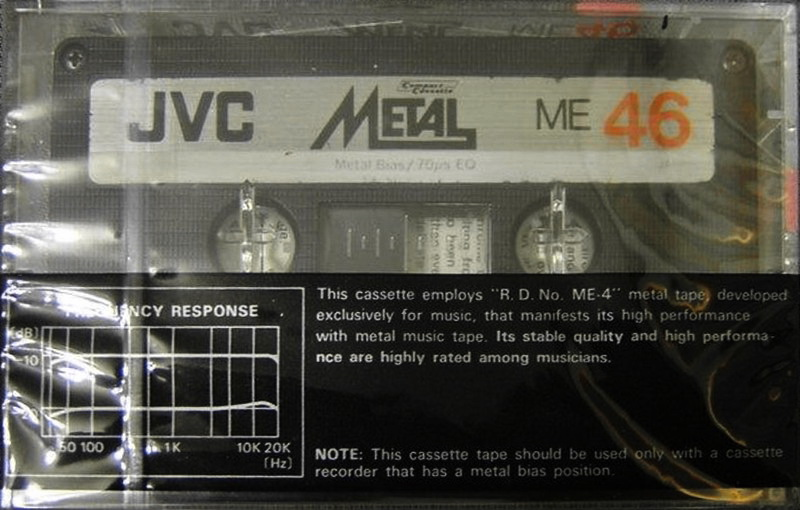 JVC METAL ME 46
Compact Cassette
Metal Bias/70μs EQ
FREQUENCY RESPONSE
(dB)
-10
50 100 1K 10K 20K
(Hz)
This cassette employs "R. D. No. ME-4" metal tape, developed
exclusively for music, that manifests its high performance
with metal music tape. Its stable quality and high performa-
nce are highly rated among musicians.
NOTE: This cassette tape should be used only with a cassette
recorder that has a metal bias position.